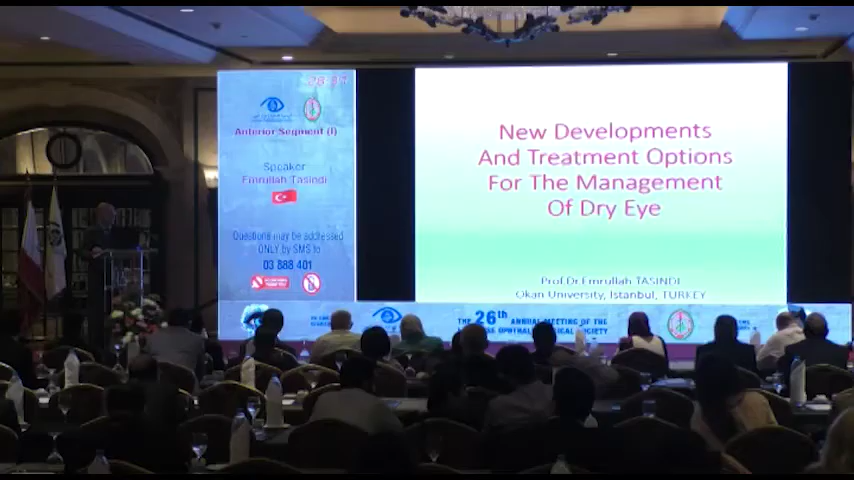 Anterior Segment (I)
Speaker
Emrullah Tasindi
Questions may be addressed
ONLY by SMS to
03 888 401
New Developments
And Treatment Options
For The Management
Of Dry Eye
Prof.Dr.Emrullah TASINDI
Okan University, Istanbul, TURKEY
THE 26th ANNUAL MEETING OF THE